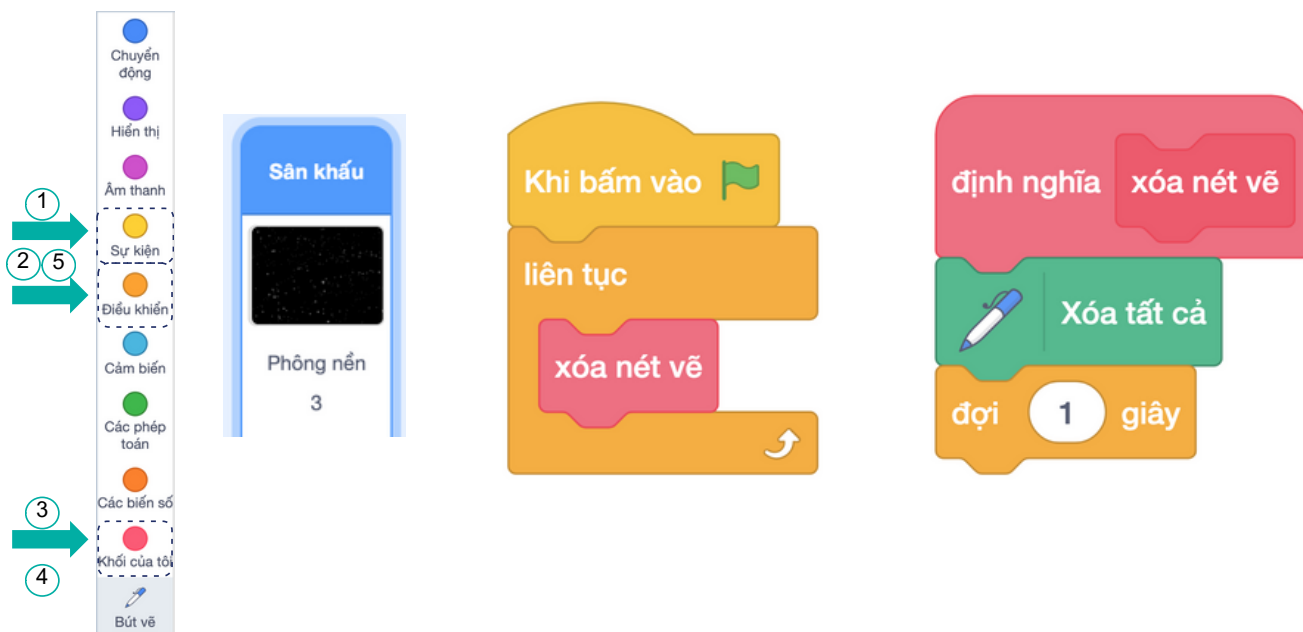 Chuyển
động
Hiển thị
Âm thanh
1
Sự kiện
2 5
Điều khiển
Cảm biến
Các phép
toán
Các biến số
3
Khối của tôi
4
Bút vẽ
Sân khấu
Phông nền
3
Khi bấm vào
liên tục
xóa nét vẽ
định nghĩa xóa nét vẽ
Xóa tất cả
đợi 1 giây